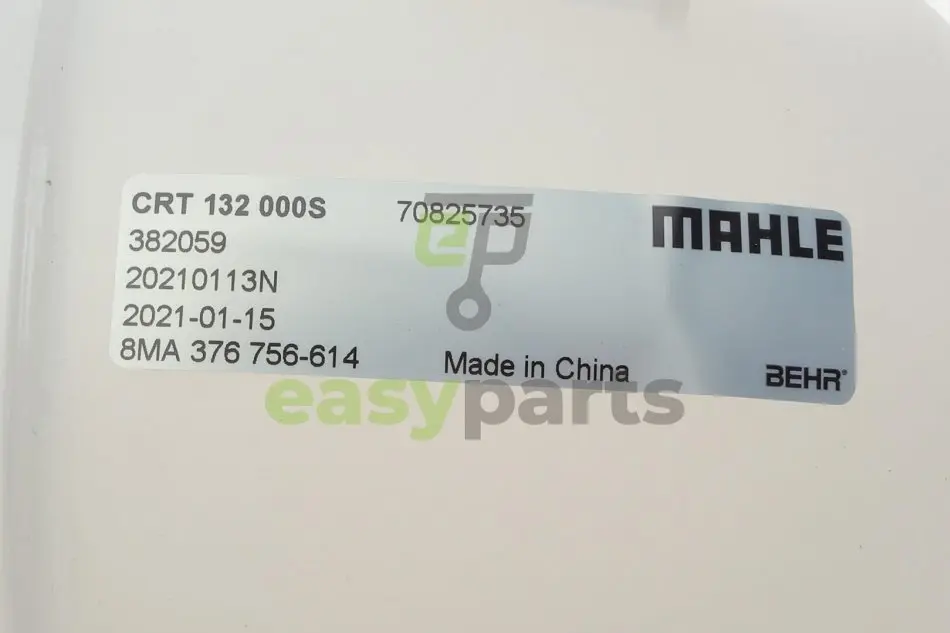 CRT 132 000S 70825735 MAHLE
382059
20210113N
2021-01-15
8MA 376 756-614 Made in China BEHR®
ep
easyparts